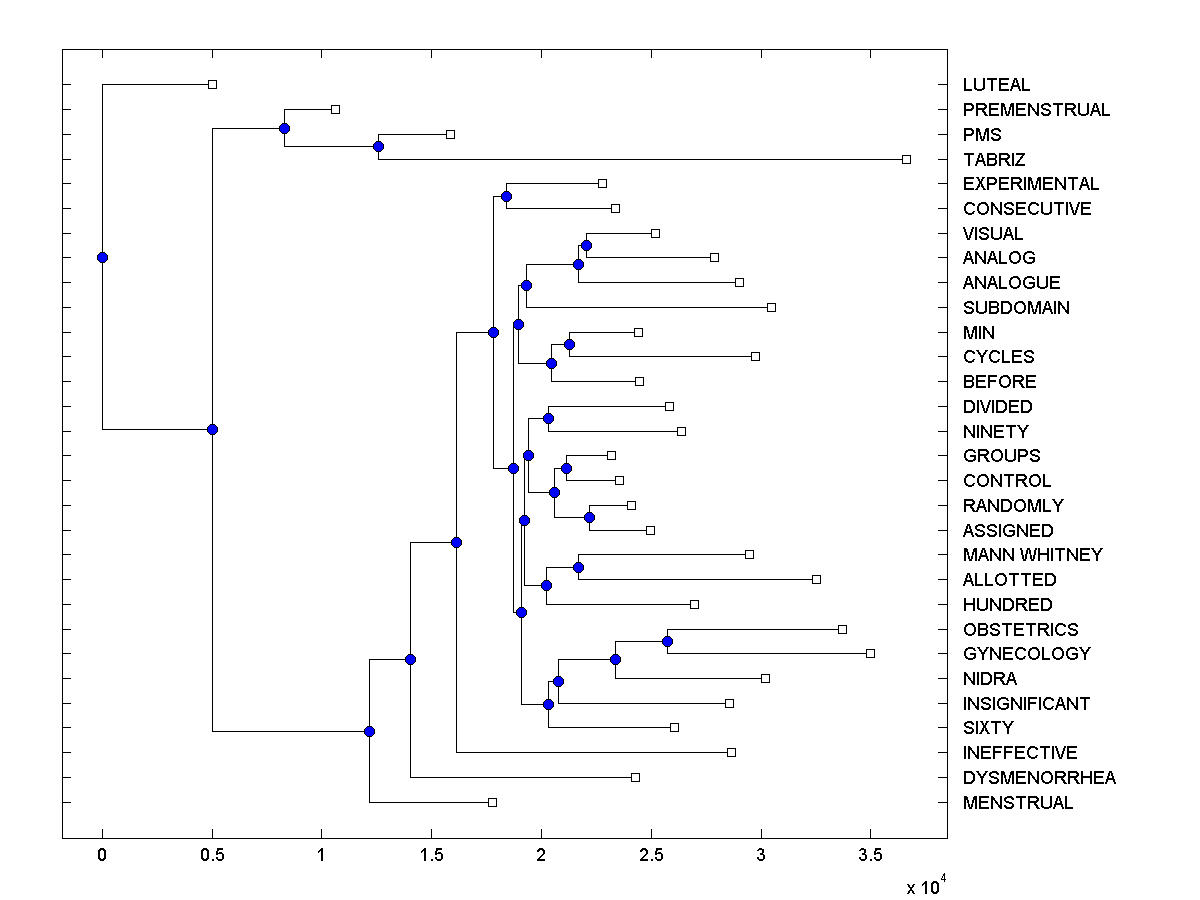 LUTEAL
PREMENSTRUAL
PMS
TABRIZ
EXPERIMENTAL
CONSECUTIVE
VISUAL
ANALOG
ANALOGUE
SUBDOMAIN
MIN
CYCLES
BEFORE
DIVIDED
NINETY
GROUPS
CONTROL
RANDOMLY
ASSIGNED
MANN WHITNEY
ALLOTTED
HUNDRED
OBSTETRICS
GYNECOLOGY
NIDRA
INSIGNIFICANT
SIXTY
INEFFECTIVE
DYSMENORRHEA
MENSTRUAL
0 0.5 1 1.5 2 2.5 3 3.5
x 10^4